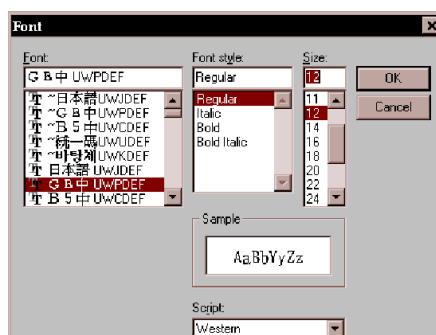 Font
Font: Font style: Size:
G B 中 UWPDEF Regular 12 OK
~日本語UWJDEF Regular 11 Cancel
~G B 中 UWPDEF Italic 12
~B 5 中UWCDEF Bold 14
~統一碼UWUDEF Bold Italic 16
~바탕체UWKDEF 18
日本語 UWJDEF 20
G B 中 UWPDEF 22
B 5 中UWCDEF 24
Sample
AaBbYyZz
Script:
Western